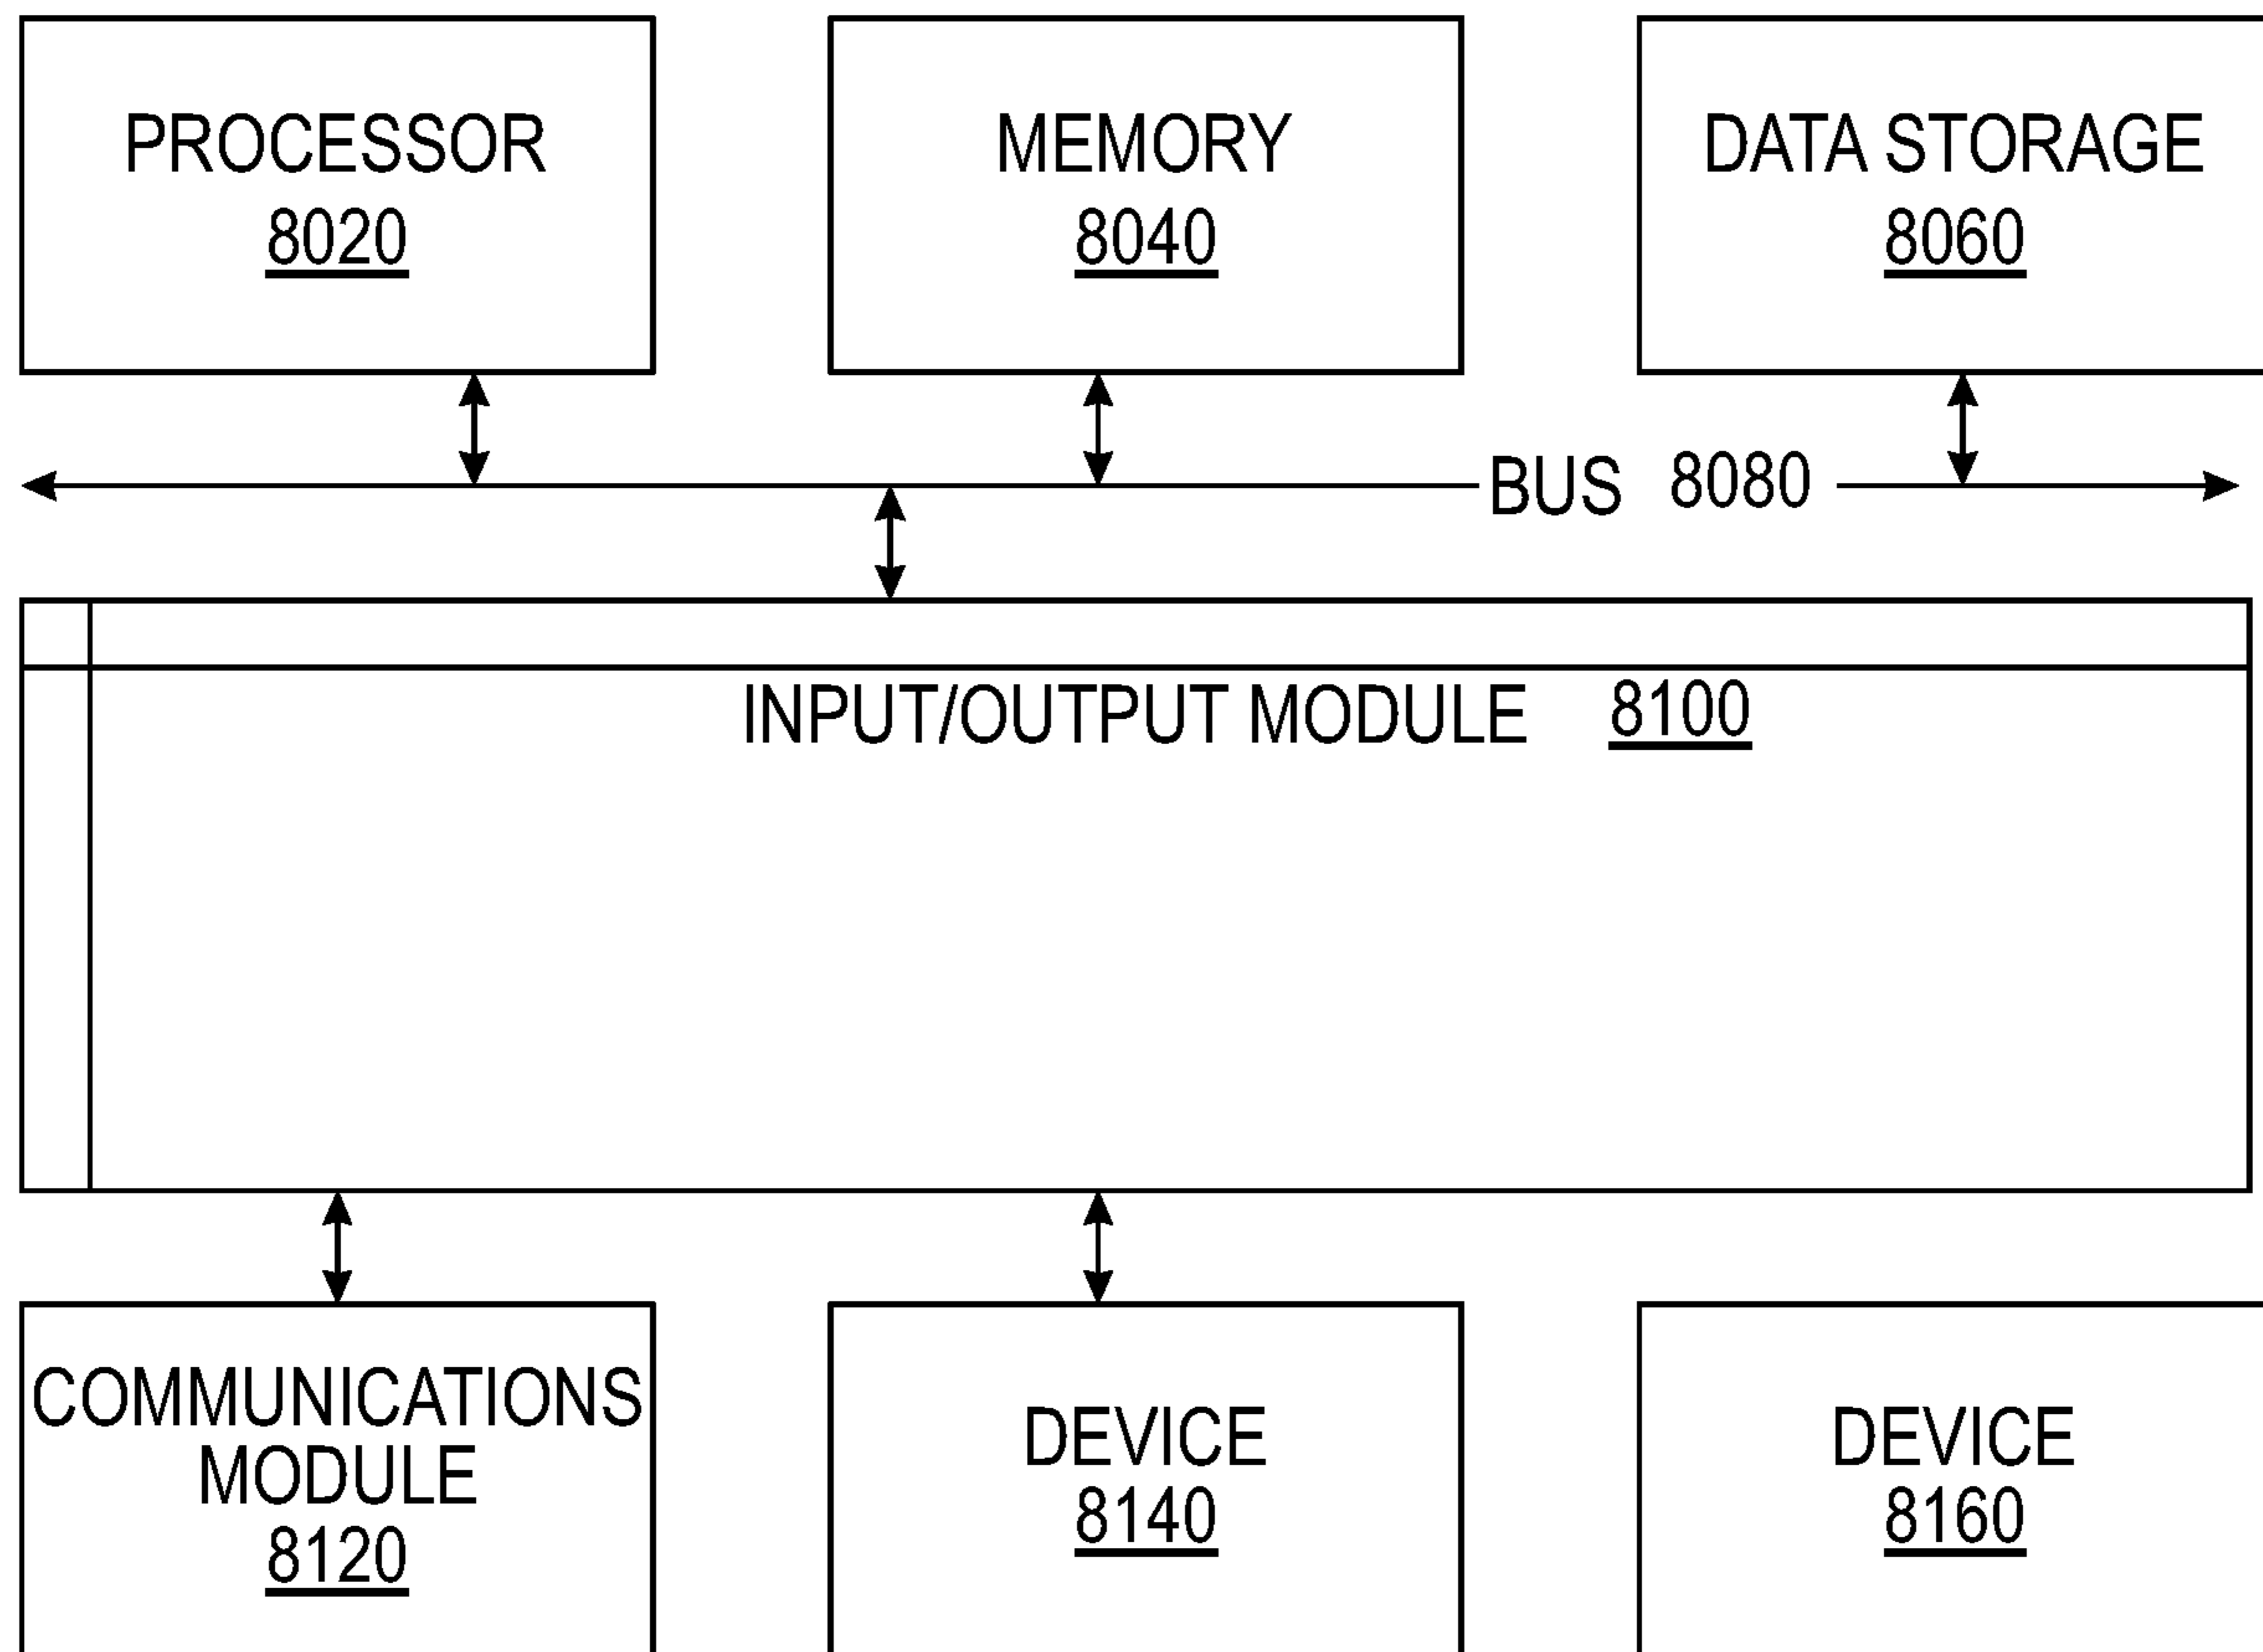 PROCESSOR
8020
MEMORY
8040
DATA STORAGE
8060
BUS 8080
INPUT/OUTPUT MODULE 8100
COMMUNICATIONS
MODULE
8120
DEVICE
8140
DEVICE
8160